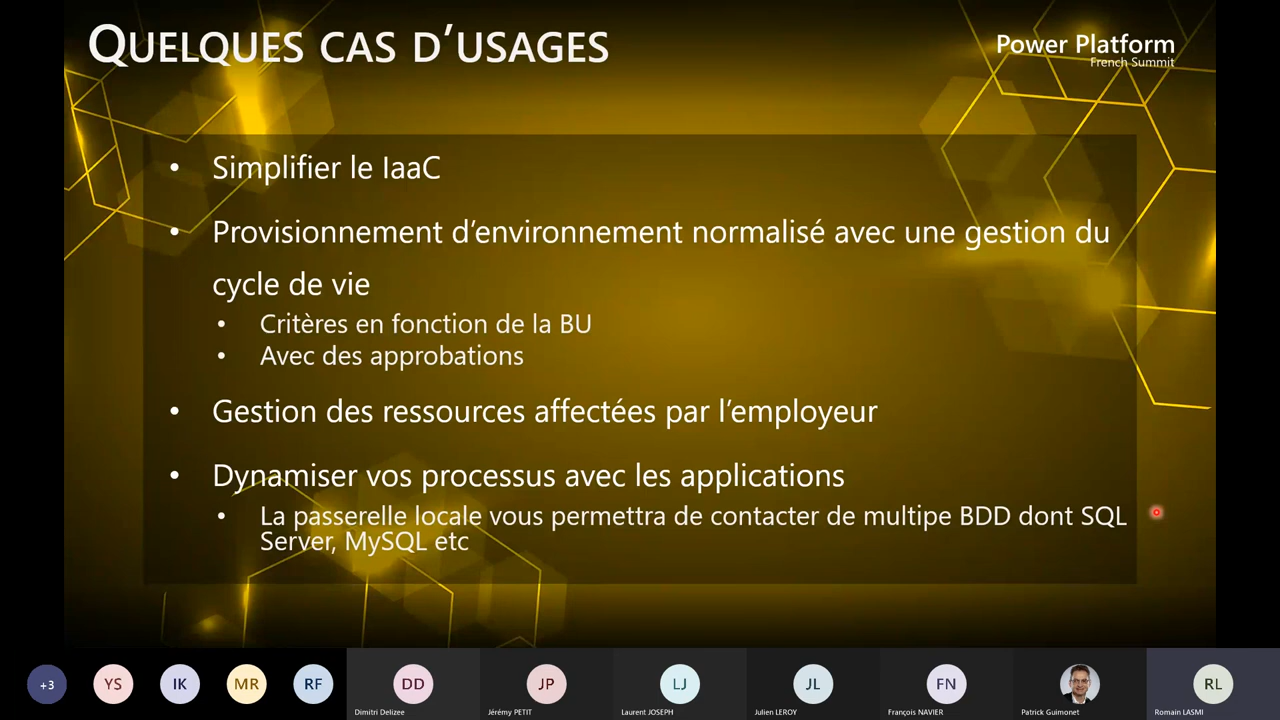 QUELQUES CAS D'USAGES
Power Platform
French Summit
• Simplifier le IaaC
• Provisionnement d'environnement normalisé avec une gestion du
cycle de vie
• Critères en fonction de la BU
• Avec des approbations
• Gestion des ressources affectées par l'employeur
• Dynamiser vos processus avec les applications
• La passerelle locale vous permettra de contacter de multipe BDD dont SQL
Server, MySQL etc
+3 YS IK MR RF DD JP LJ JL FN RL
Dimitri Delizee Jérémy PETIT Laurent JOSEPH Julien LEROY François NAVIER Patrick Guimonet Romain LASMI